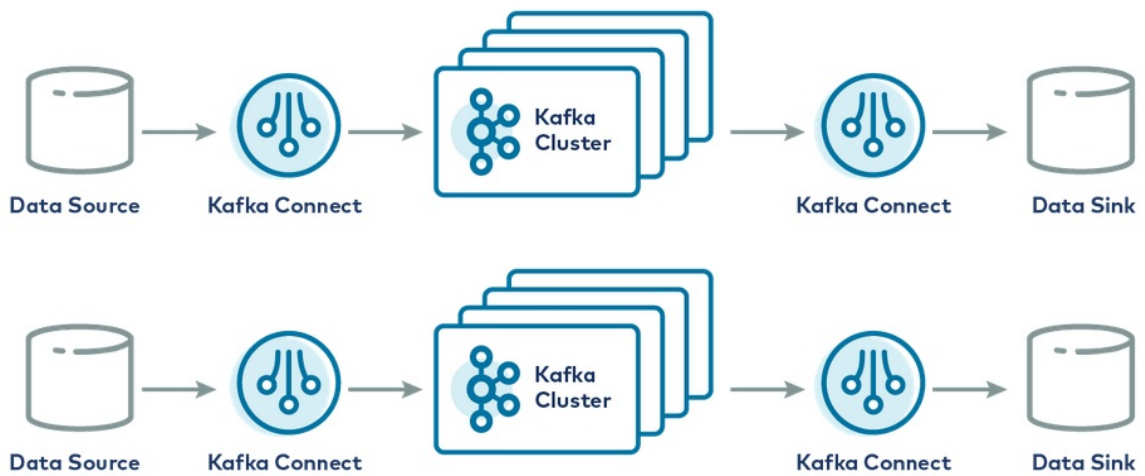 Kafka
Cluster
Data Source
Kafka Connect
Kafka Connect
Data Sink
Kafka
Cluster
Data Source
Kafka Connect
Kafka Connect
Data Sink